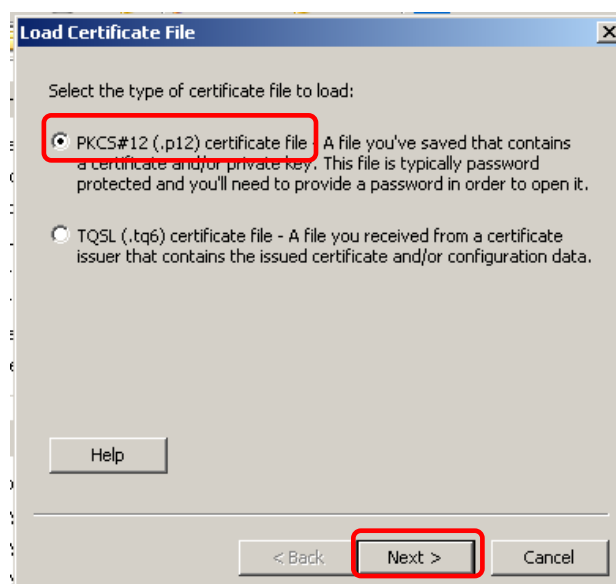 Load Certificate File
Select the type of certificate file to load:
PKCS#12 (.p12) certificate file - A file you've saved that contains
a certificate and/or private key. This file is typically password
protected and you'll need to provide a password in order to open it.
TQSL (.tq6) certificate file - A file you received from a certificate
issuer that contains the issued certificate and/or configuration data.
Help
< Back
Next >
Cancel